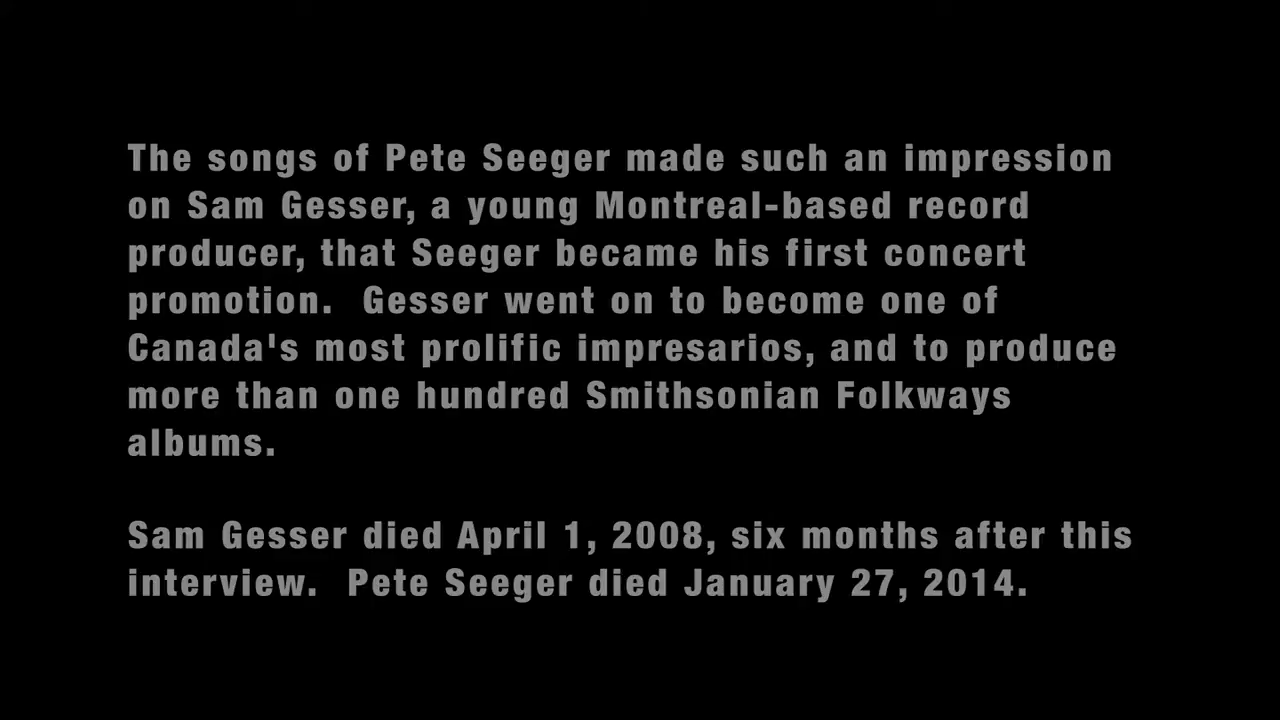 The songs of Pete Seeger made such an impression
on Sam Gesser, a young Montreal-based record
producer, that Seeger became his first concert
promotion.  Gesser went on to become one of
Canada's most prolific impresarios, and to produce
more than one hundred Smithsonian Folkways
albums.
Sam Gesser died April 1, 2008, six months after this
interview.  Pete Seeger died January 27, 2014.